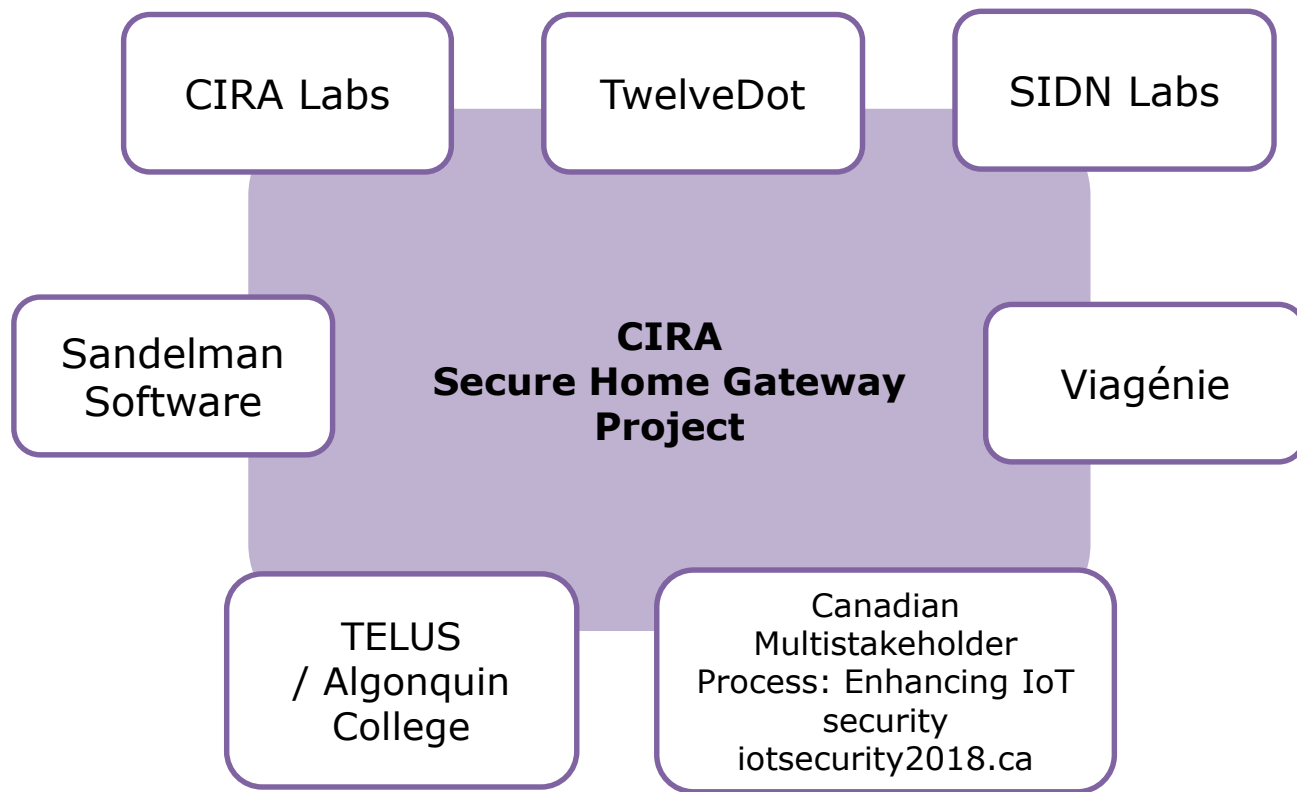 CIRA Labs
TwelveDot
SIDN Labs
Sandelman
Software
CIRA
Secure Home Gateway
Project
Viagénie
TELUS
/ Algonquin
College
Canadian
Multistakeholder
Process: Enhancing IoT
security
iotsecurity2018.ca